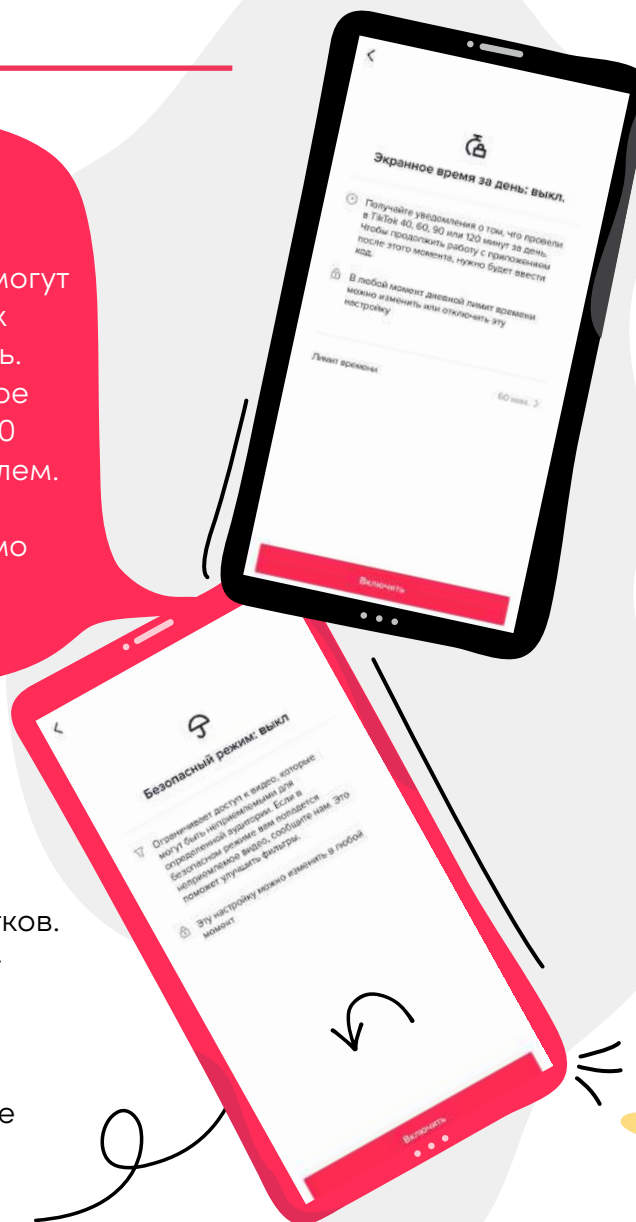 Экранное время за день: выкл.
Получайте уведомления о том, что провели
в TikTok 40, 60, 90 или 120 минут за день.
Чтобы продолжить работу с приложением
после этого момента, нужно будет ввести
код.
В любой момент дневной лимит времени
можно изменить или отключить эту
настройку
Лимит времени
60 мин.
Включить
могут
х
ь.
ое
0
лем.
мо
Безопасный режим: выкл
Ограничивает доступ к видео, которые
могут быть неприемлемыми для
определенной аудитории. Если в
безопасном режиме вам попадется
неприемлемое видео, сообщите нам. Это
поможет улучшить фильтры.
Эту настройку можно изменить в любой
момент
Включить
тков.
е